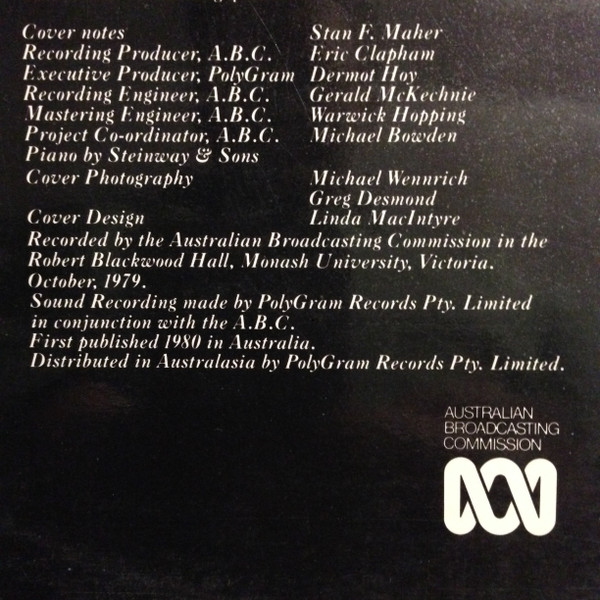 Cover notes Stan F. Maher
Recording Producer, A.B.C. Eric Clapham
Executive Producer, PolyGram Dermot Hoy
Recording Engineer, A.B.C. Gerald McKechnie
Mastering Engineer, A.B.C. Warwick Hopping
Project Co-ordinator, A.B.C. Michael Bowden
Piano by Steinway & Sons
Cover Photography Michael Wennrich
Greg Desmond
Cover Design Linda MacIntyre
Recorded by the Australian Broadcasting Commission in the
Robert Blackwood Hall, Monash University, Victoria.
October, 1979.
Sound Recording made by PolyGram Records Pty. Limited
in conjunction with the A.B.C.
First published 1980 in Australia.
Distributed in Australasia by PolyGram Records Pty. Limited.
AUSTRALIAN
BROADCASTING
COMMISSION